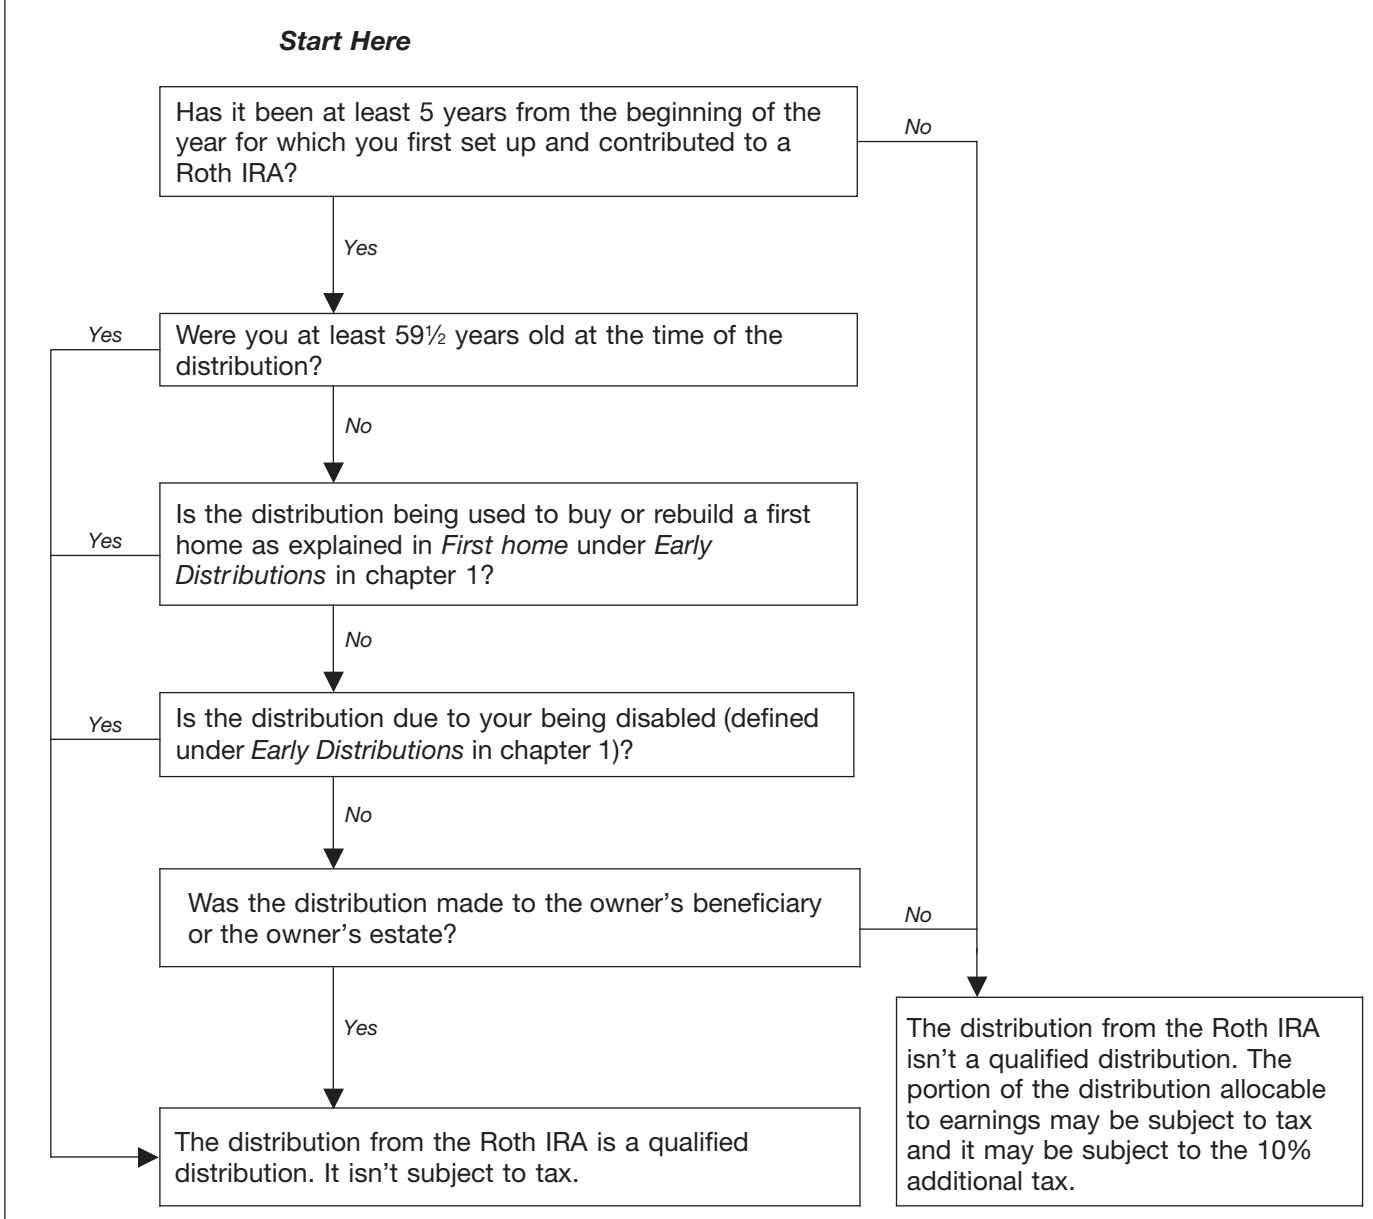 Start Here
Has it been at least 5 years from the beginning of the
year for which you first set up and contributed to a
Roth IRA?
No
Yes
Yes
Were you at least 59½ years old at the time of the
distribution?
No
Yes
Is the distribution being used to buy or rebuild a first
home as explained in First home under Early
Distributions in chapter 1?
No
Yes
Is the distribution due to your being disabled (defined
under Early Distributions in chapter 1)?
No
Was the distribution made to the owner’s beneficiary
or the owner’s estate?
No
Yes
The distribution from the Roth IRA is a qualified
distribution. It isn’t subject to tax.
The distribution from the Roth IRA
isn’t a qualified distribution. The
portion of the distribution allocable
to earnings may be subject to tax
and it may be subject to the 10%
additional tax.